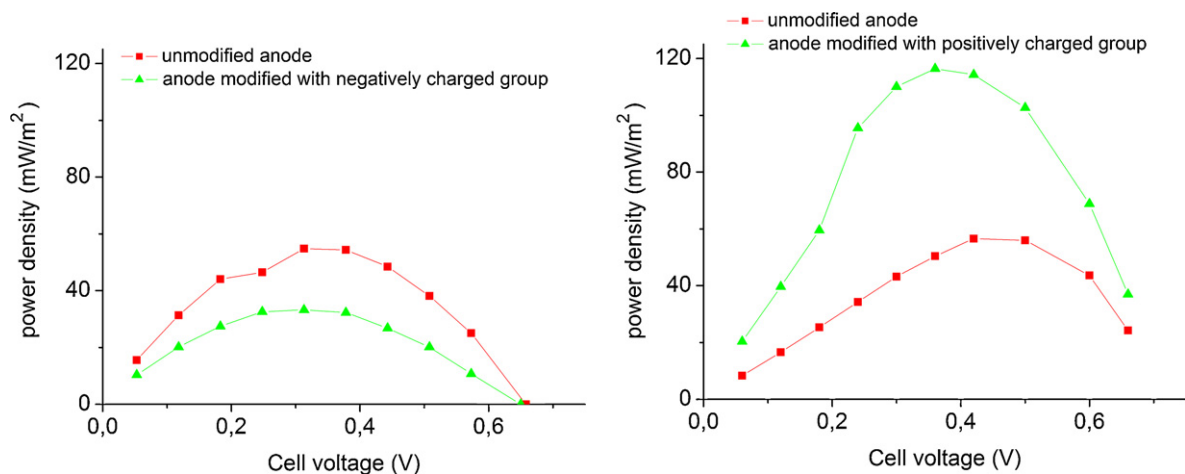 unmodified anode
anode modified with negatively charged group
120
80
40
0
power density (mW/m²)
0,0 0,2 0,4 0,6
Cell voltage (V)
unmodified anode
anode modified with positively charged group
120
80
40
0
power density (mW/m²)
0,0 0,2 0,4 0,6
Cell voltage (V)